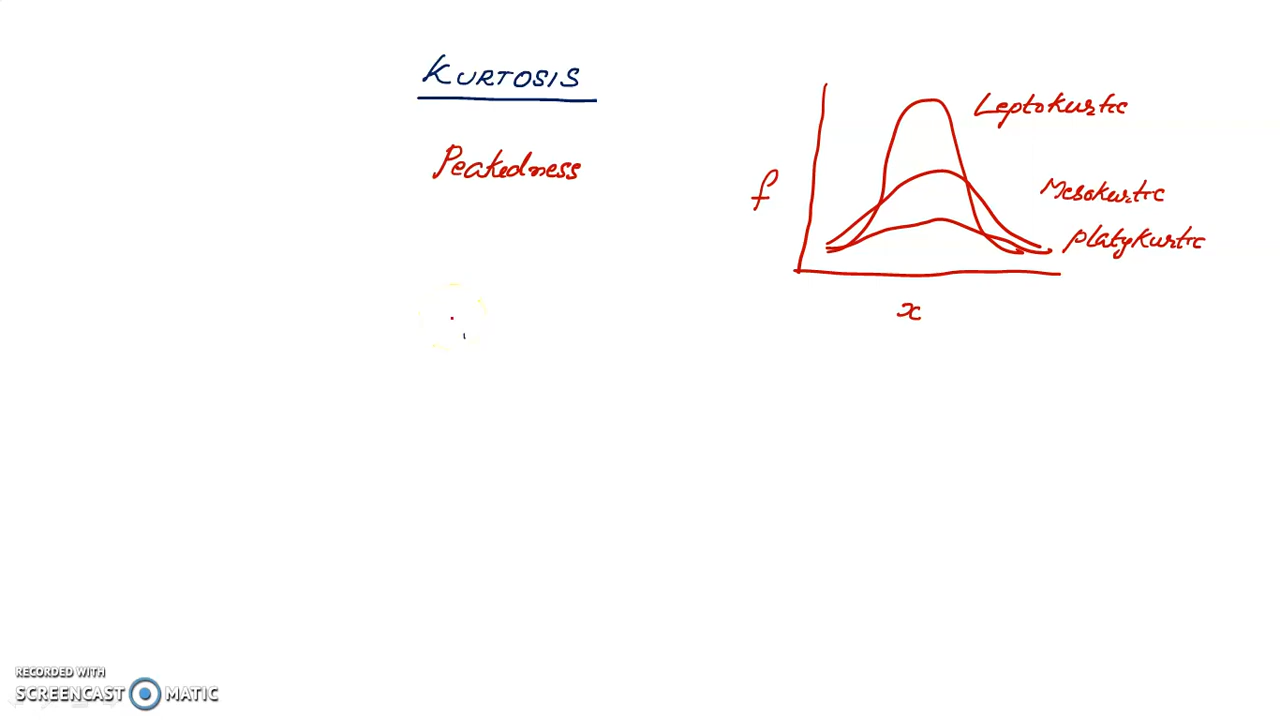 KURTOSIS
Peakedness
Leptokurtic
Mesokurtic
Platykurtic
f
x
RECORDED WITH
SCREENCAST MATIC